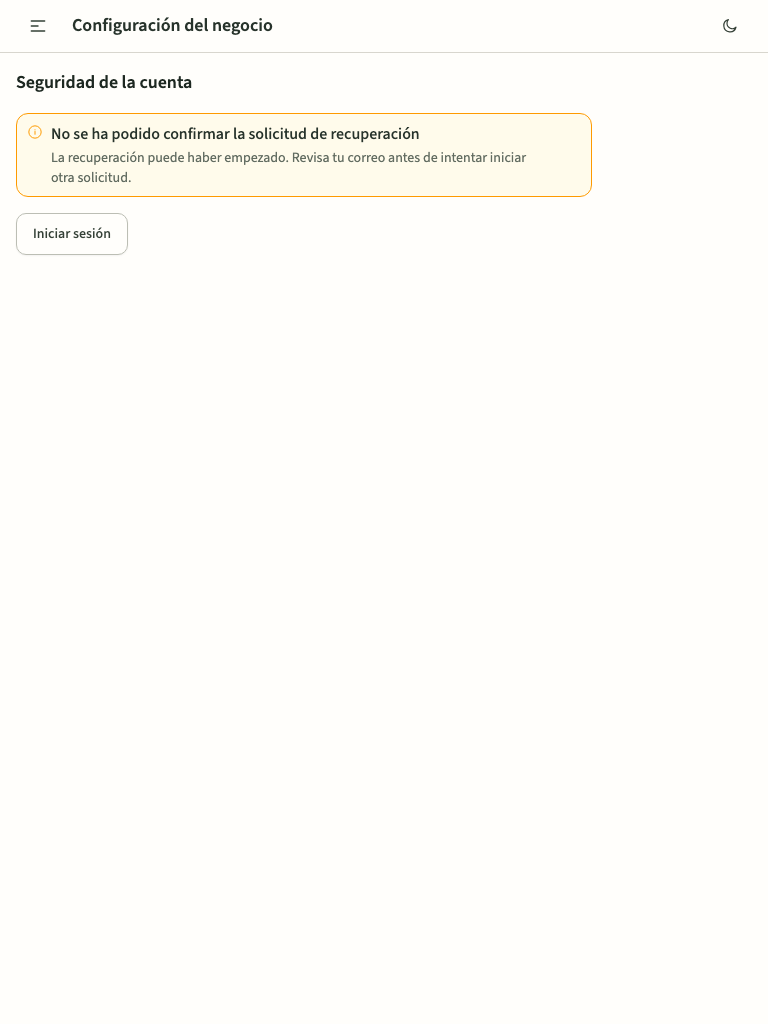 Configuración del negocio
Seguridad de la cuenta
No se ha podido confirmar la solicitud de recuperación
La recuperación puede haber empezado. Revisa tu correo antes de intentar iniciar
otra solicitud.
Iniciar sesión